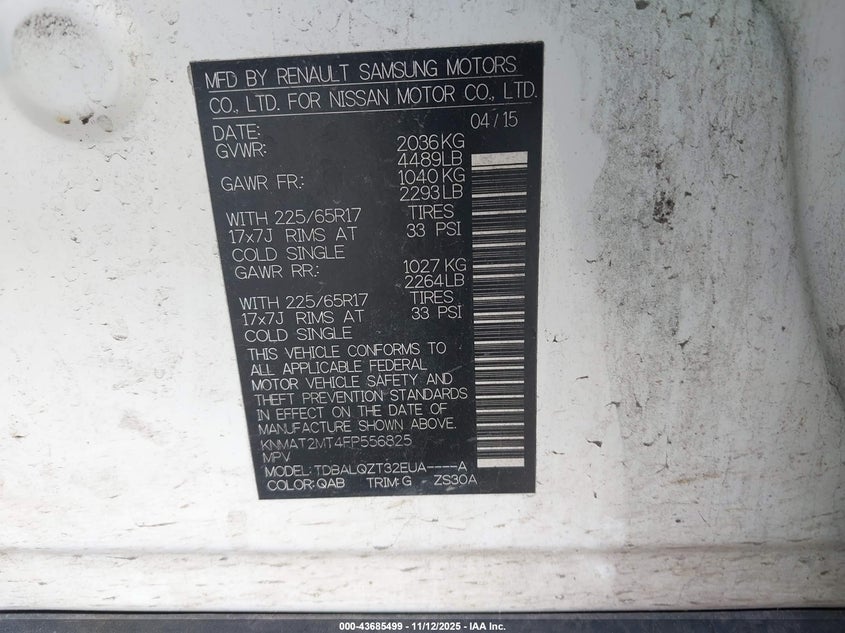 MFD BY RENAULT SAMSUNG MOTORS
CO., LTD. FOR NISSAN MOTOR CO., LTD.
DATE: 04/15
GVWR: 2036KG
4489LB
GAWR FR: 1040 KG
2293LB
WITH 225/65R17 TIRES
17x7J RIMS AT 33 PSI
COLD SINGLE
GAWR RR: 1027 KG
2264LB
WITH 225/65R17 TIRES
17x7J RIMS AT 33 PSI
COLD SINGLE
THIS VEHICLE CONFORMS TO
ALL APPLICABLE FEDERAL
MOTOR VEHICLE SAFETY AND
THEFT PREVENTION STANDARDS
IN EFFECT ON THE DATE OF
MANUFACTURE SHOWN ABOVE.
KNMAT2MT4FP556825
MPV
MODEL: TDBALQZT32EUA----A
COLOR: QAB TRIM: G ZS30A
000-43685499 - 11/12/2025 - IAA Inc.